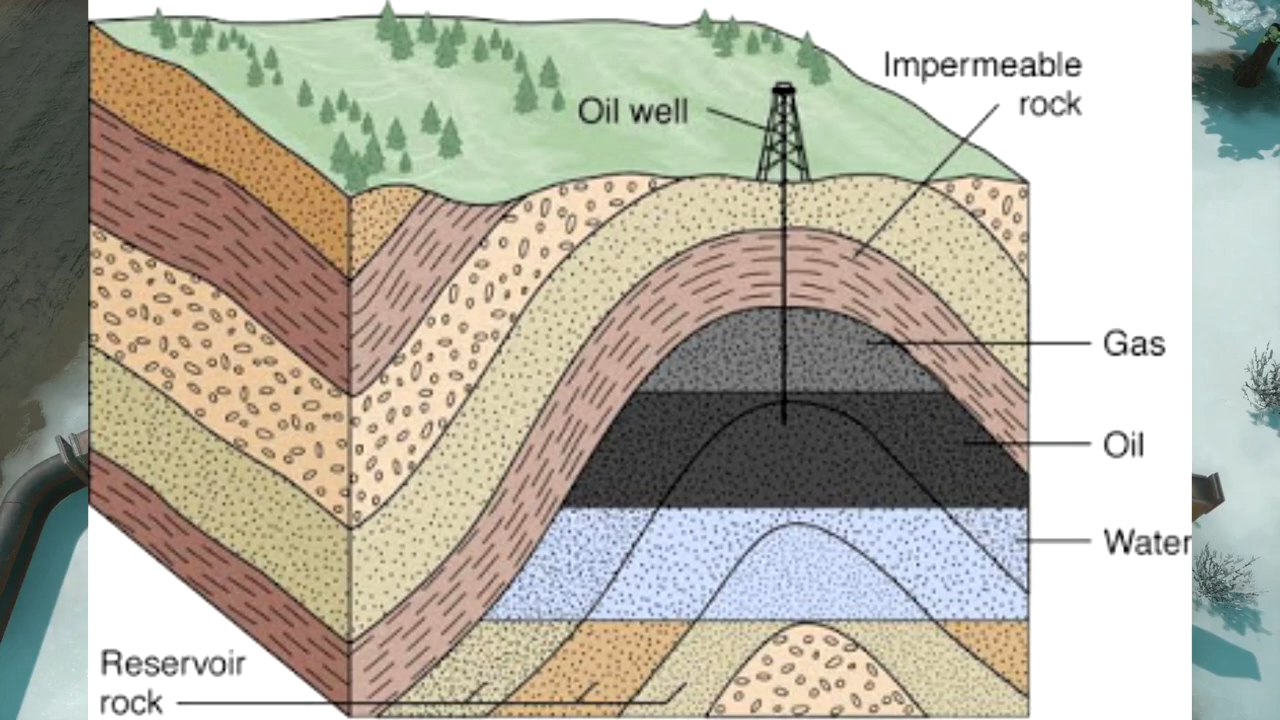 Impermeable
rock
Oil well
Gas
Oil
Water
Reservoir
rock